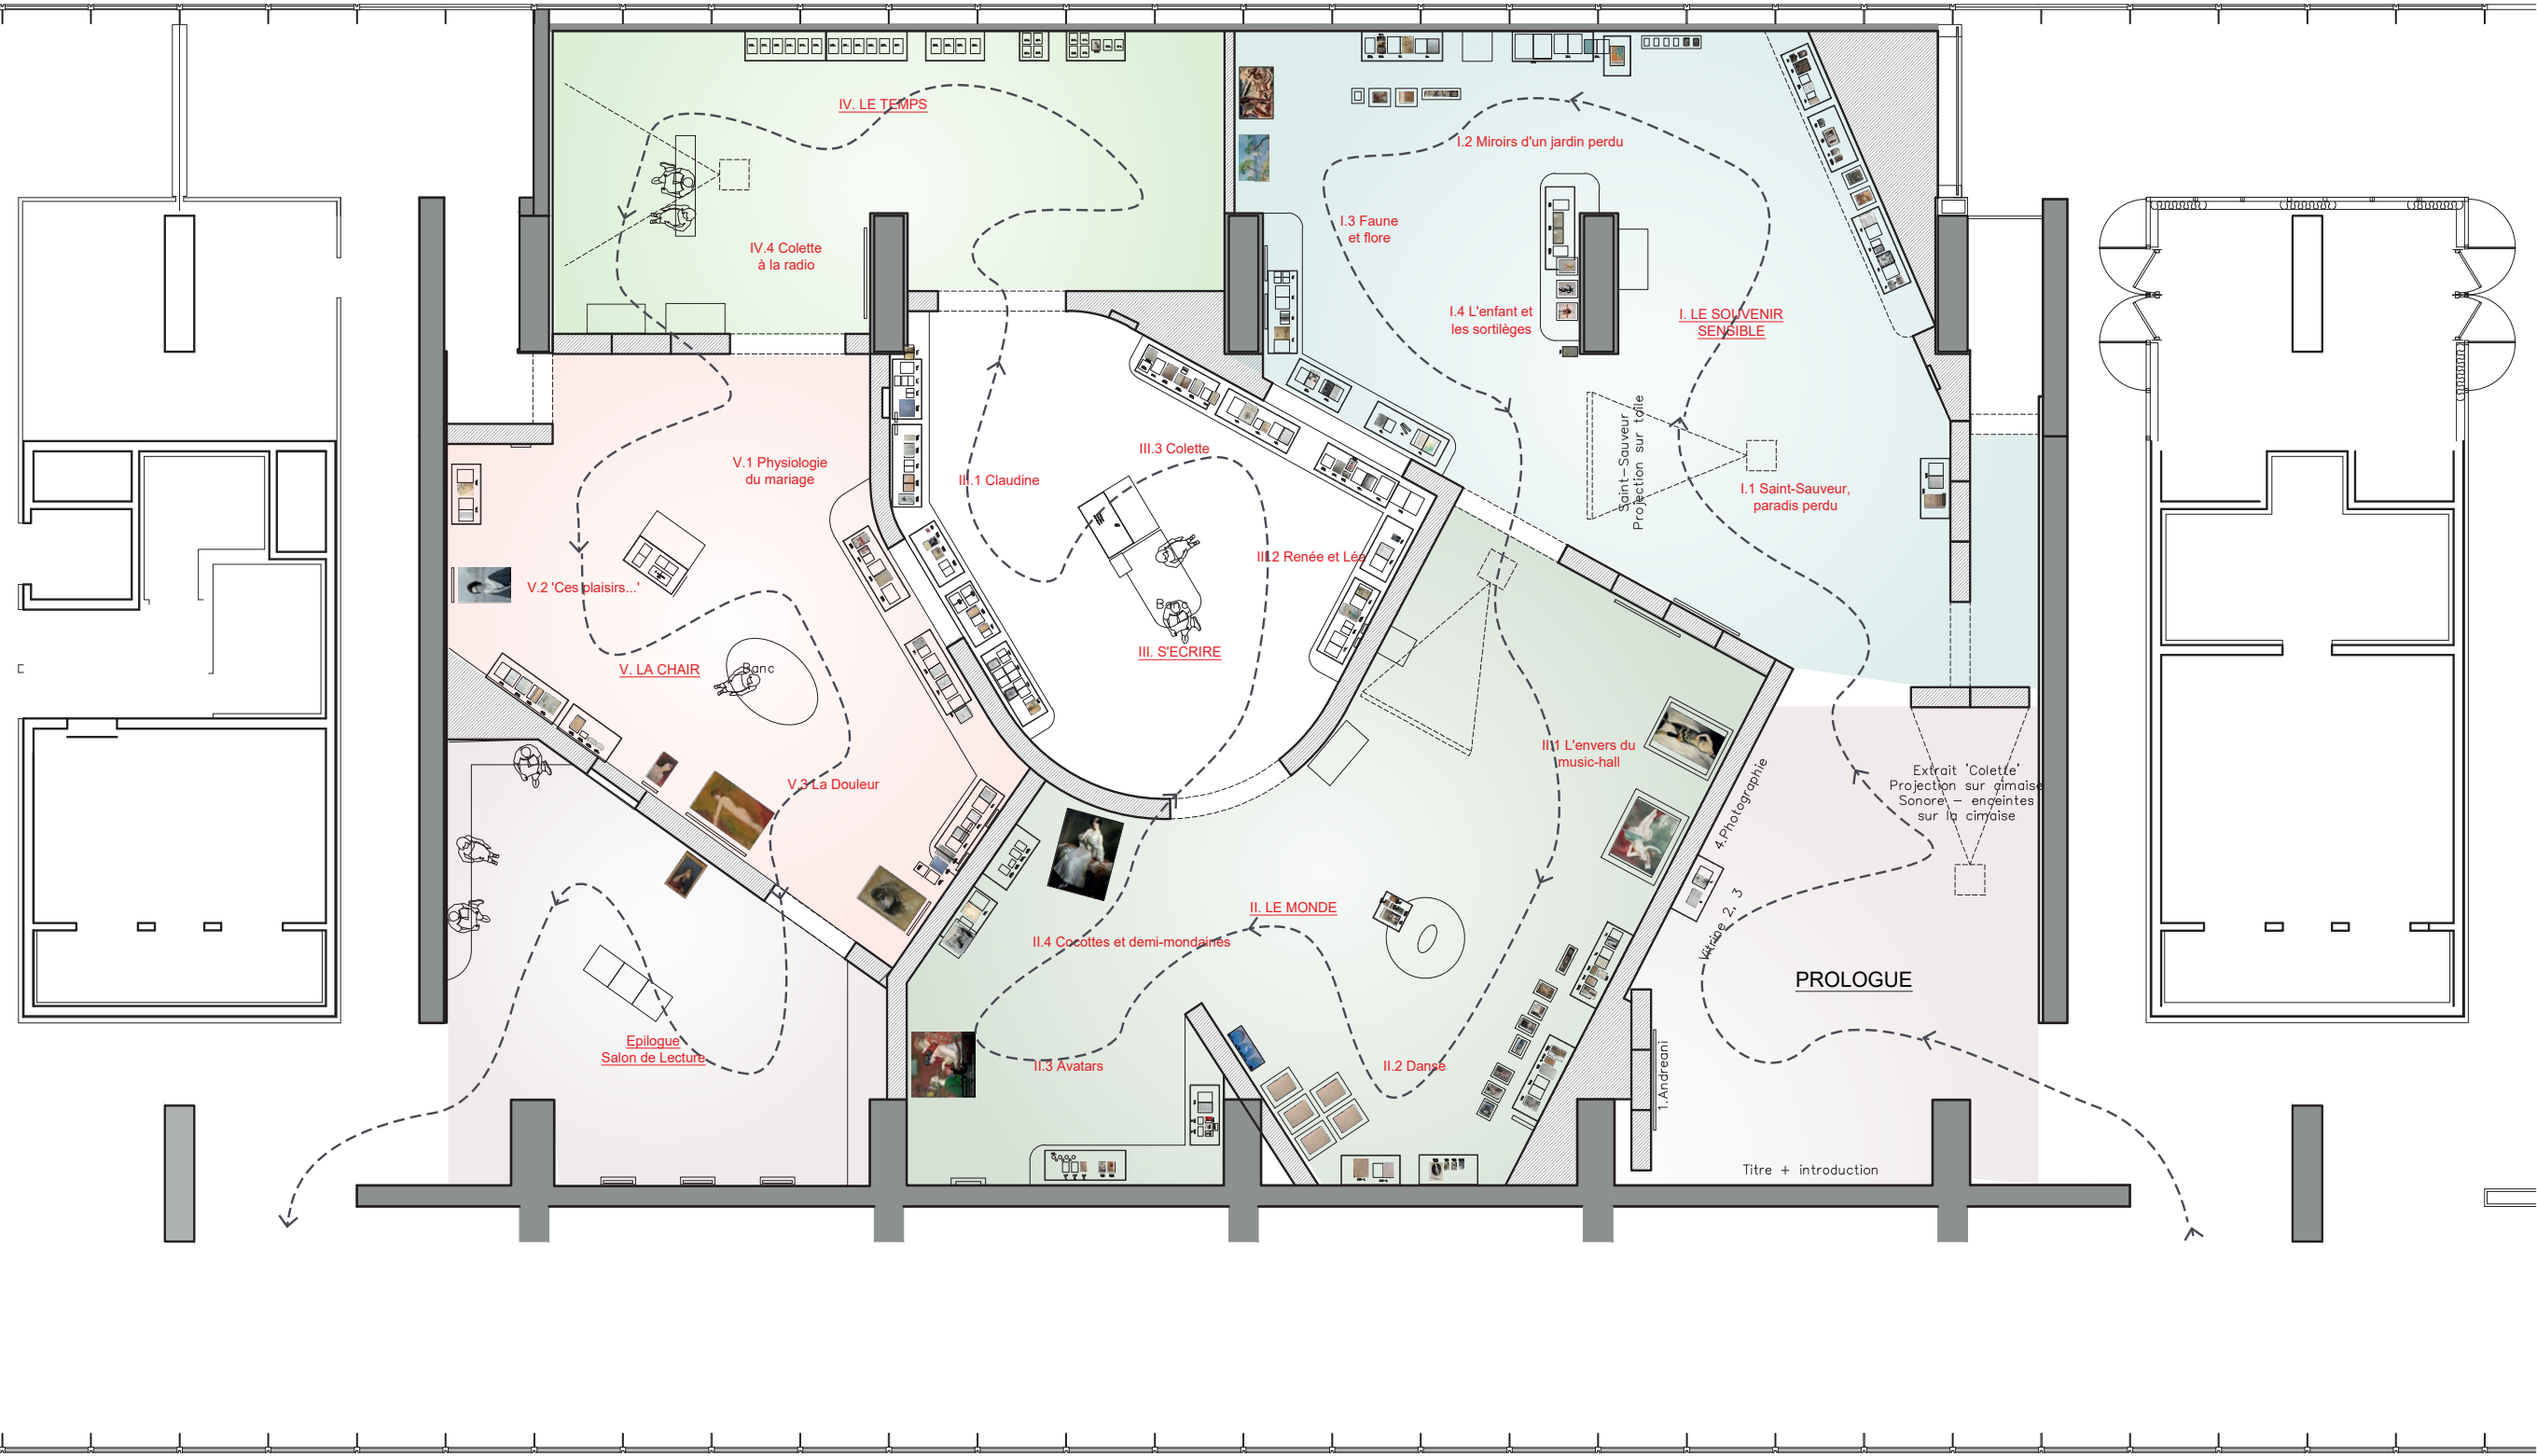 IV. LE TEMPS
I.2 Miroirs d'un jardin perdu
I.3 Faune
et flore
IV.4 Colette
à la radio
I.4 L'enfant et
les sortilèges
I. LE SOUVENIR
SENSIBLE
Saint-Sauveur
Projection sur toile
I.1 Saint-Sauveur,
paradis perdu
III.3 Colette
III.1 Claudine
V.1 Physiologie
du mariage
III.2 Renée et Léa
V.2 'Ces plaisirs...'
Banc
III. S'ECRIRE
V. LA CHAIR
Banc
II.1 L'envers du
music-hall
V.3 La Douleur
4.Photographie
Extrait 'Colette'
Projection sur cimaise
Sonore – enceintes
sur la cimaise
II. LE MONDE
Vitrine 2, 3
II.4 Cocottes et demi-mondaines
PROLOGUE
Epilogue
Salon de Lecture
II.3 Avatars
II.2 Danse
1.Andreani
Titre + introduction